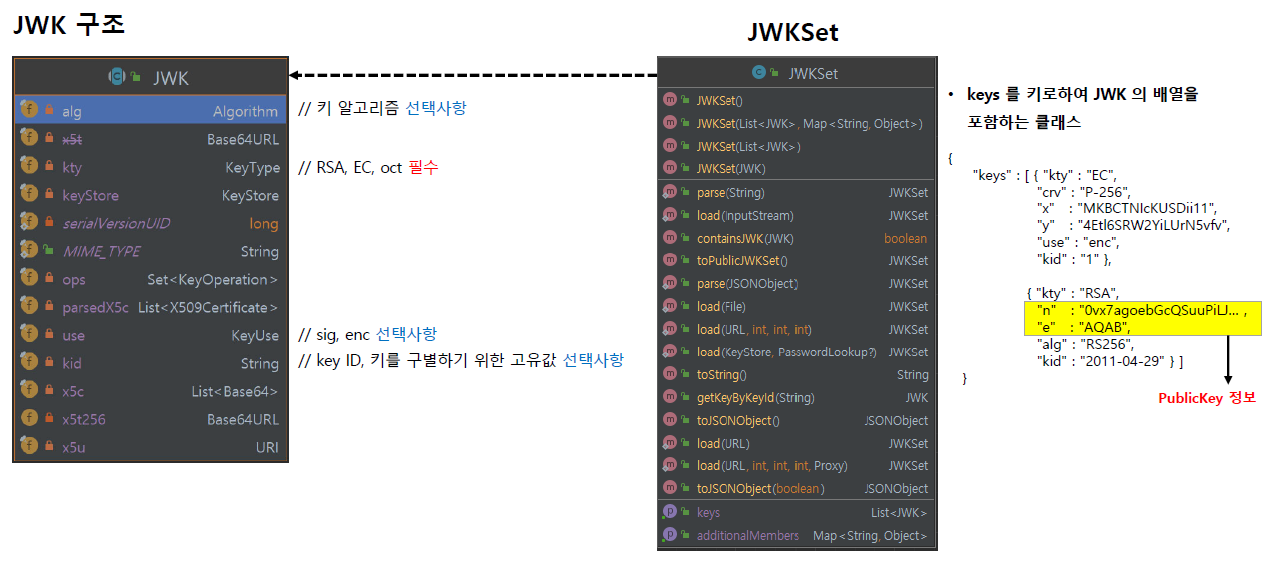 JWK 구조
JWK
alg Algorithm // 키 알고리즘 선택사항
x5t Base64URL
kty KeyType // RSA, EC, oct 필수
keyStore KeyStore
serialVersionUID long
MIME_TYPE String
ops Set<KeyOperation>
parsedX5c List<X509Certificate>
use KeyUse // sig, enc 선택사항
kid String // key ID, 키를 구별하기 위한 고유값 선택사항
x5c List<Base64>
x5t256 Base64URL
x5u URI
JWKSet
JWKSet
JWKSet()
JWKSet(List<JWK>, Map<String, Object>)
JWKSet(List<JWK>)
JWKSet(JWK)
parse(String) JWKSet
load(InputStream) JWKSet
containsJWK(JWK) boolean
toPublicJWKSet() JWKSet
parse(JSONObject) JWKSet
load(File) JWKSet
load(URL, int, int, int) JWKSet
load(KeyStore, PasswordLookup?) JWKSet
toString() String
getKeyByKeyId(String) JWK
toJSONObject() JSONObject
load(URL) JWKSet
load(URL, int, int, int, Proxy) JWKSet
toJSONObject(boolean) JSONObject
keys List<JWK>
additionalMembers Map<String, Object>
• keys 를 키로하여 JWK 의 배열을
포함하는 클래스
{
"keys" : [ { "kty" : "EC",
"crv" : "P-256",
"x" : "MKBCTNIcKUSDii11",
"y" : "4Etl6SRW2YiLUrN5vfv",
"use" : "enc",
"kid" : "1" },
{ "kty" : "RSA",
"n" : "0vx7agoebGcQSuuPiLJ... ,
"e" : "AQAB",
"alg" : "RS256",
"kid" : "2011-04-29" } ]
}
PublicKey 정보